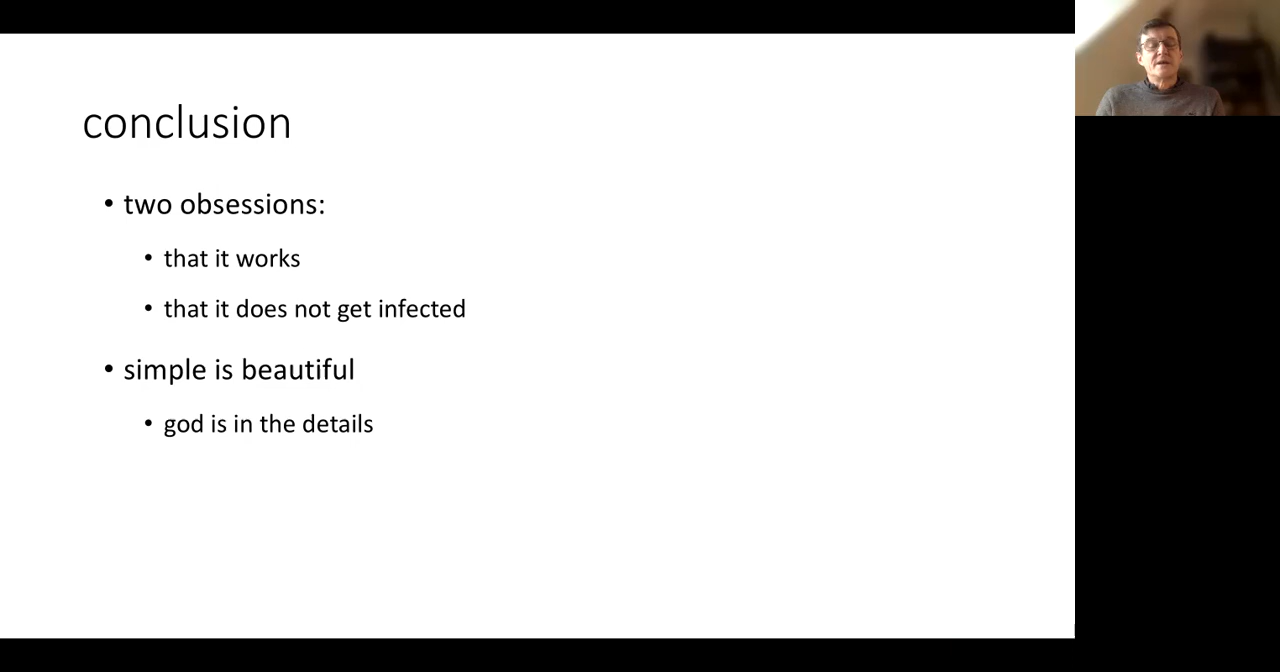 conclusion
• two obsessions:
• that it works
• that it does not get infected
• simple is beautiful
• god is in the details